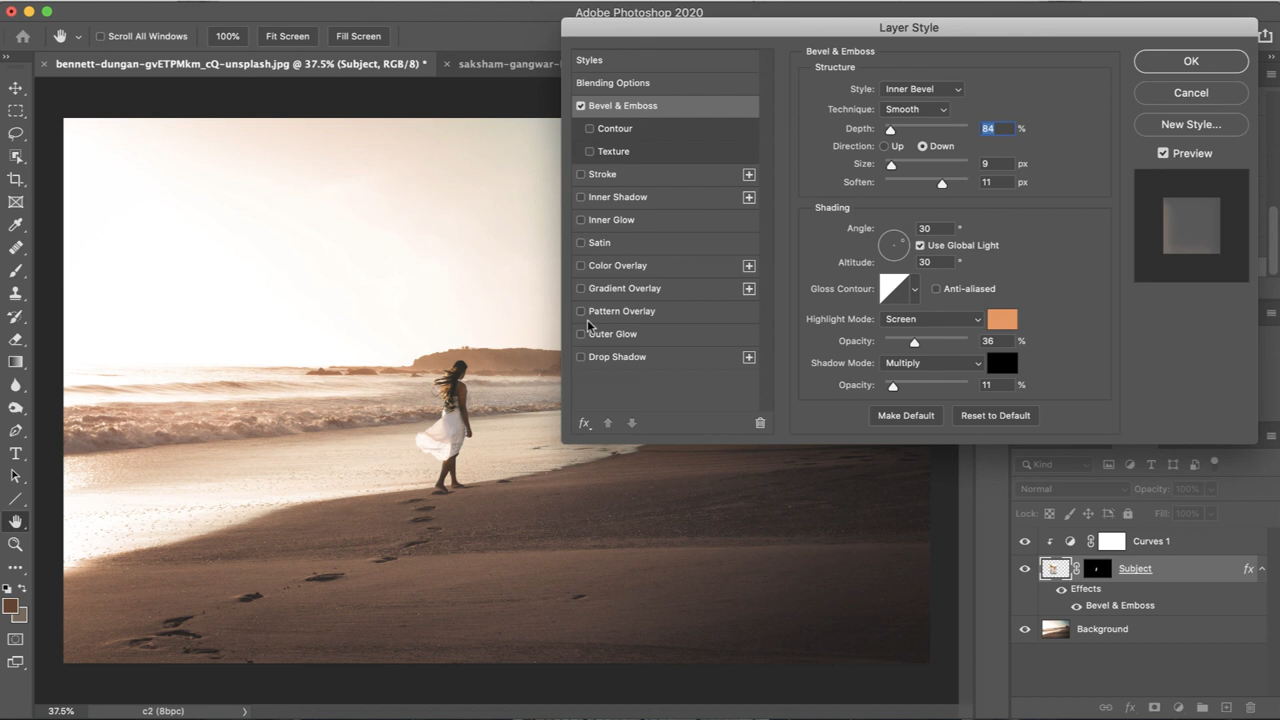 Adobe Photoshop 2020
Scroll All Windows
100%
Fit Screen
Fill Screen
bennett-dungan-gvETPMkm_cQ-unsplash.jpg @ 37.5% (Subject, RGB/8) *
saksham-gangwar-
Layer Style
Styles
Blending Options
Bevel & Emboss
Contour
Texture
Stroke
Inner Shadow
Inner Glow
Satin
Color Overlay
Gradient Overlay
Pattern Overlay
Outer Glow
Drop Shadow
fx
Bevel & Emboss
Structure
Style: Inner Bevel
Technique: Smooth
Depth: 84 %
Direction: Up Down
Size: 9 px
Soften: 11 px
Shading
Angle: 30 °
Use Global Light
Altitude: 30 °
Gloss Contour: Anti-aliased
Highlight Mode: Screen
Opacity: 36 %
Shadow Mode: Multiply
Opacity: 11 %
Make Default
Reset to Default
OK
Cancel
New Style...
Preview
Kind
Normal
Opacity: 100%
Lock:
Fill: 100%
Curves 1
Subject
fx
Effects
Bevel & Emboss
Background
fx
37.5%
c2 (8bpc)